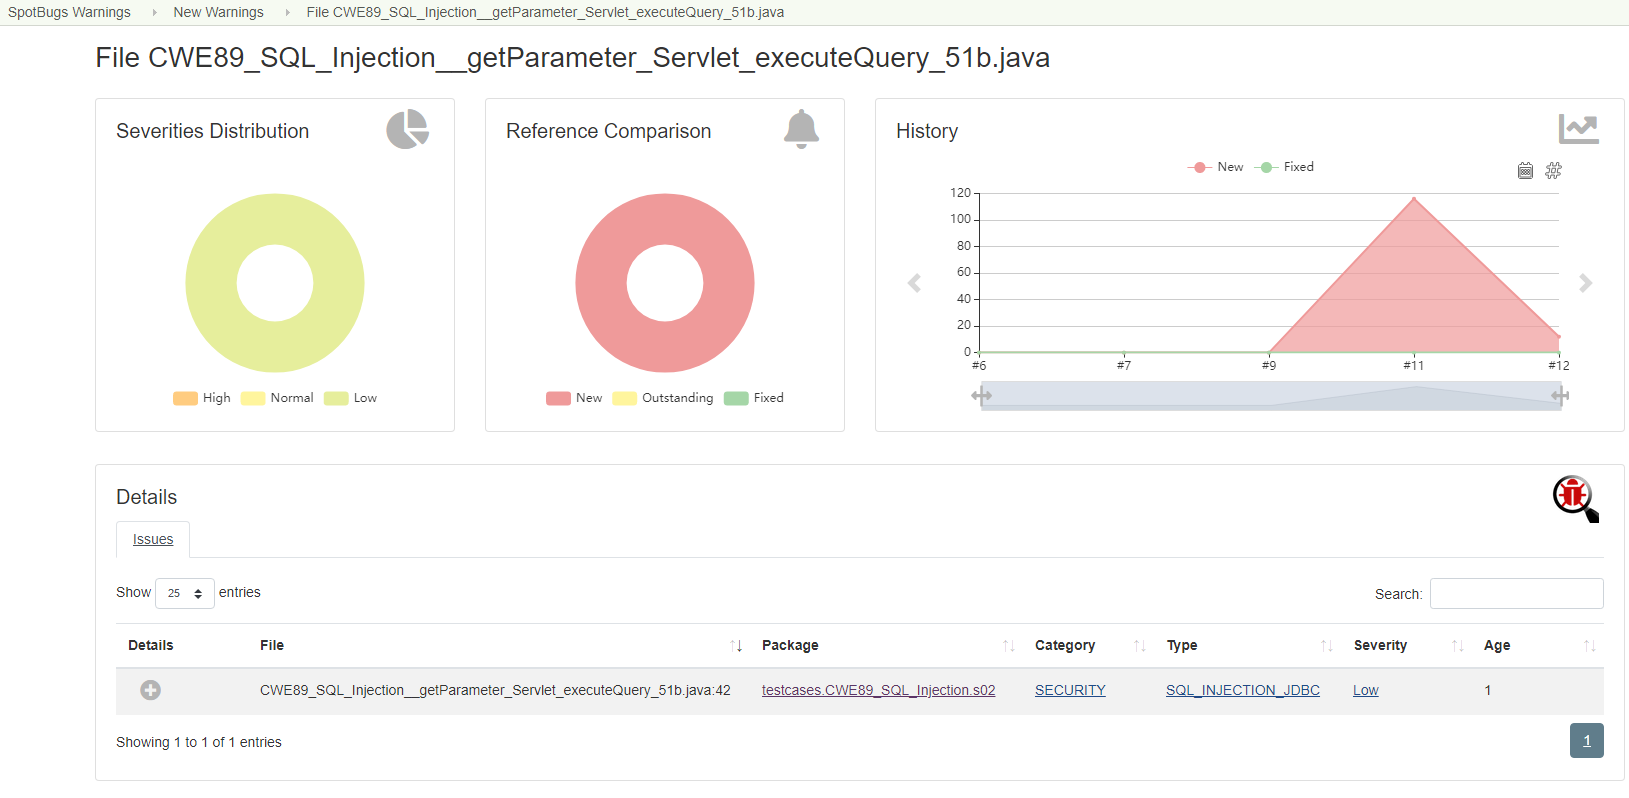 SpotBugs Warnings New Warnings File CWE89_SQL_Injection__getParameter_Servlet_executeQuery_51b.java
File CWE89_SQL_Injection__getParameter_Servlet_executeQuery_51b.java
Severities Distribution
High Normal Low
Reference Comparison
New Outstanding Fixed
History
New Fixed
120
100
80
60
40
20
0
#6 #7 #9 #11 #12
Details
Issues
Show 25 entries
Search:
Details File Package Category Type Severity Age
CWE89_SQL_Injection__getParameter_Servlet_executeQuery_51b.java:42 testcases.CWE89_SQL_Injection.s02 SECURITY SQL_INJECTION_JDBC Low 1
Showing 1 to 1 of 1 entries
1